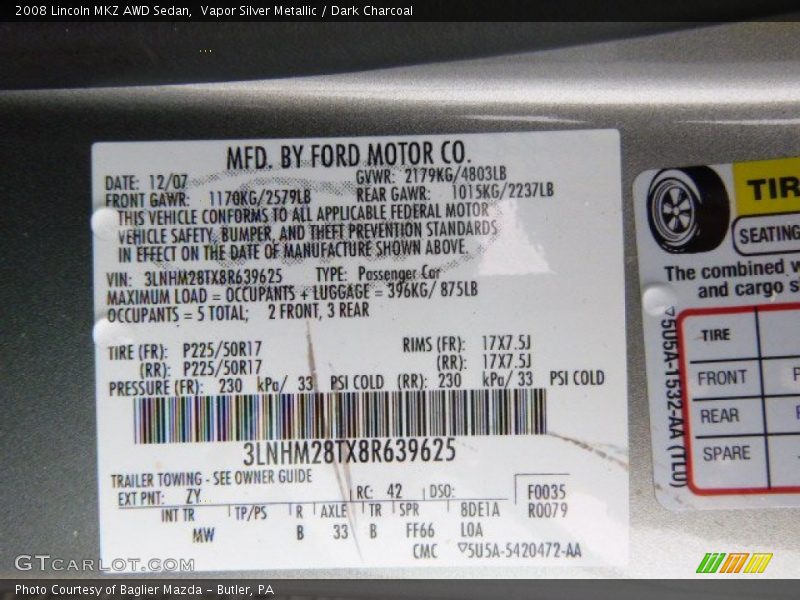 2008 Lincoln MKZ AWD Sedan,  Vapor Silver Metallic / Dark Charcoal
MFD. BY FORD MOTOR CO.
DATE: 12/07 GVWR: 2179KG/4803LB
FRONT GAWR: 1170KG/2579LB REAR GAWR: 1015KG/2237LB
THIS VEHICLE CONFORMS TO ALL APPLICABLE FEDERAL MOTOR
VEHICLE SAFETY, BUMPER, AND THEFT PREVENTION STANDARDS
IN EFFECT ON THE DATE OF MANUFACTURE SHOWN ABOVE.
VIN: 3LNHM28TX8R639625 TYPE: Passenger Car
MAXIMUM LOAD = OCCUPANTS + LUGGAGE = 396KG/ 875LB
OCCUPANTS = 5 TOTAL; 2 FRONT, 3 REAR
TIRE (FR): P225/50R17 RIMS (FR): 17X7.5J
(RR): P225/50R17 (RR): 17X7.5J
PRESSURE (FR): 230 kPa/ 33 PSI COLD (RR): 230 kPa/ 33 PSI COLD
3LNHM28TX8R639625
TRAILER TOWING - SEE OWNER GUIDE
EXT PNT: ZY RC: 42 DSO: F0035
INT TR TP/PS R AXLE TR SPR 8DE1A R0079
MW B 33 B FF66 L0A
CMC ▽5U5A-5420472-AA
TIR
SEATING
The combined w
and cargo s
TIRE
FRONT P
REAR P
SPARE
▽5U5A-1532-AA (TL0)
GTCarLot.com
Photo Courtesy of Baglier Mazda - Butler, PA